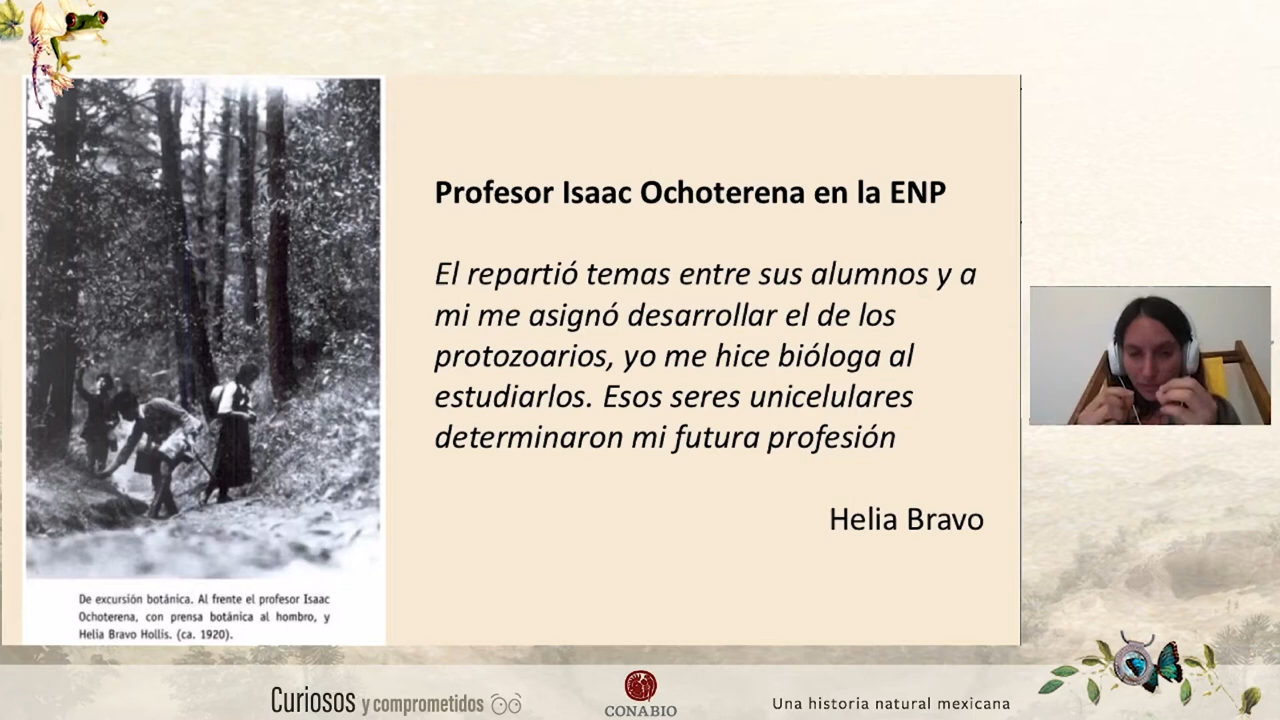 Profesor Isaac Ochoterena en la ENP
El repartió temas entre sus alumnos y a
mi me asignó desarrollar el de los
protozoarios, yo me hice bióloga al
estudiarlos. Esos seres unicelulares
determinaron mi futura profesión
Helia Bravo
De excursión botánica. Al frente el profesor Isaac
Ochoterena, con prensa botánica al hombro, y
Helia Bravo Hollis. (ca. 1920).
Curiosos y comprometidos
CONABIO
Una historia natural mexicana